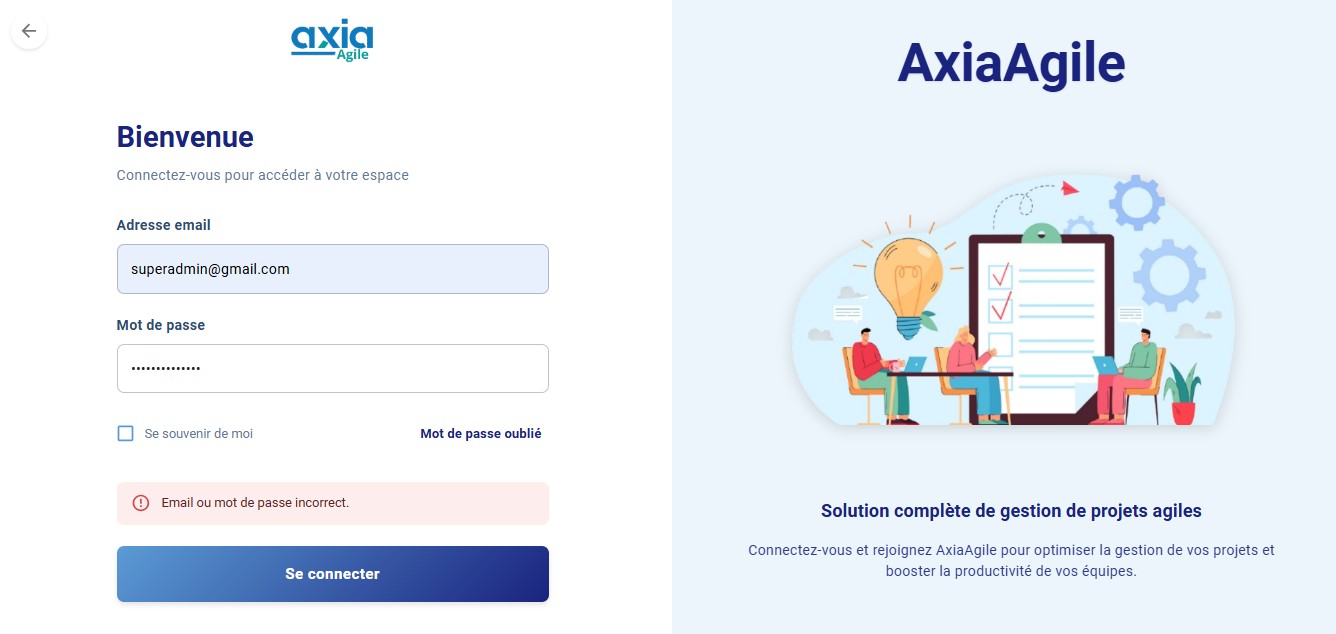 axia
Agile
Bienvenue
Connectez-vous pour accéder à votre espace
Adresse email
superadmin@gmail.com
Mot de passe
••••••••••••••
Se souvenir de moi
Mot de passe oublié
Email ou mot de passe incorrect.
Se connecter
AxiaAgile
Solution complète de gestion de projets agiles
Connectez-vous et rejoignez AxiaAgile pour optimiser la gestion de vos projets et
booster la productivité de vos équipes.